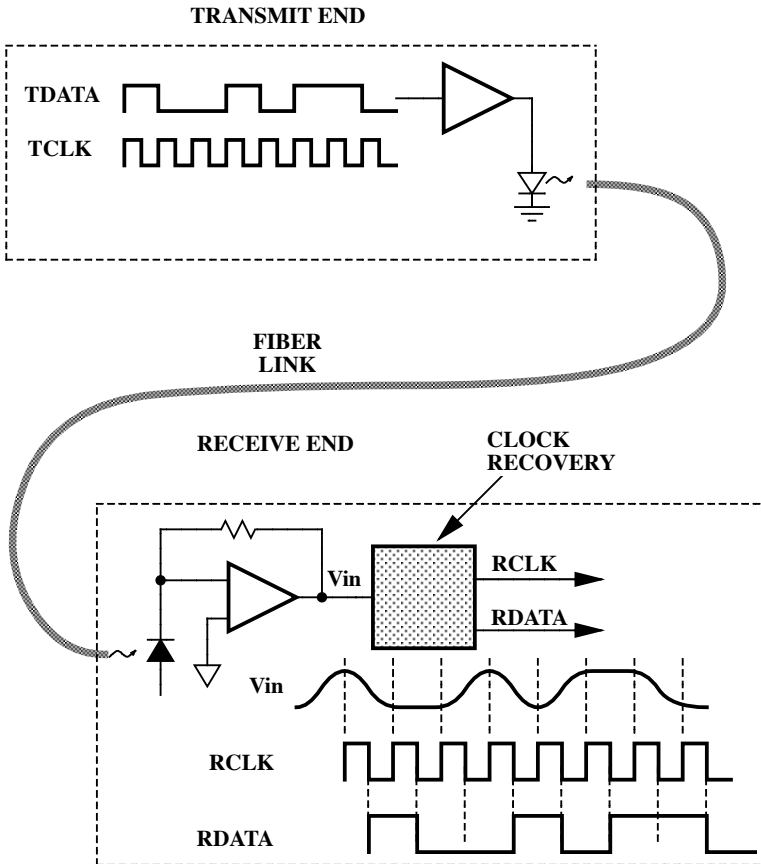 TRANSMIT END
TDATA
TCLK
FIBER
LINK
RECEIVE END
CLOCK
RECOVERY
Vin
RCLK
RDATA
Vin
RCLK
RDATA